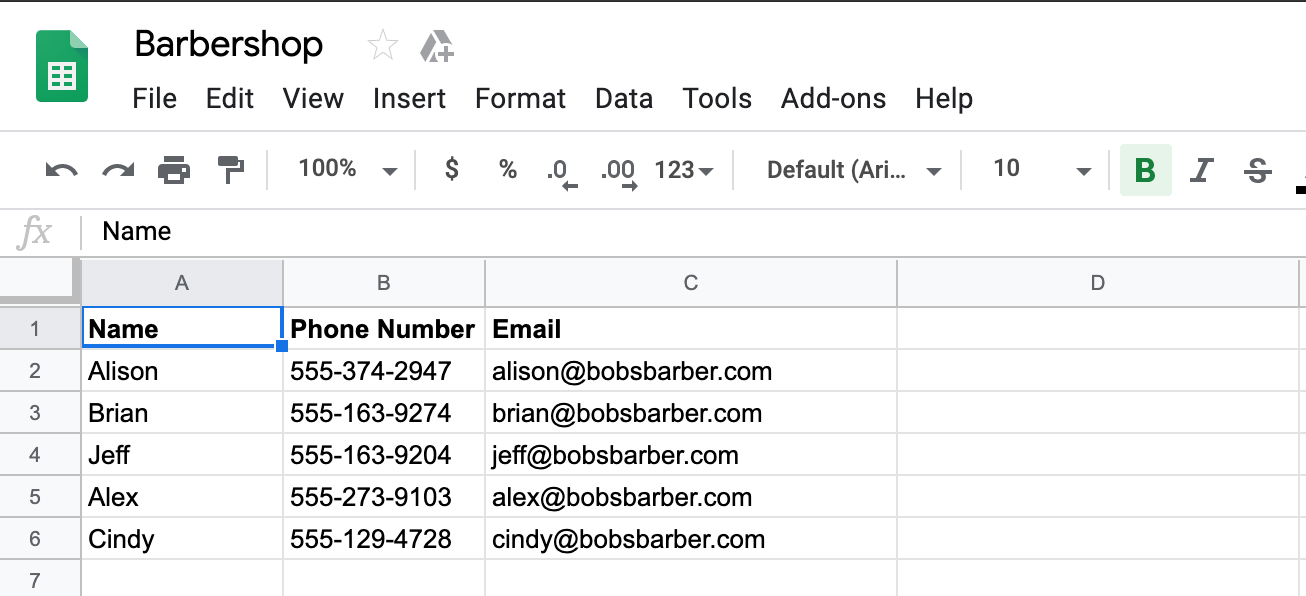 Barbershop
File Edit View Insert Format Data Tools Add-ons Help
100% $ % .0 .00 123 Default (Ari... 10 B I S
fx Name
A B C D
1 Name Phone Number Email
2 Alison 555-374-2947 alison@bobsbarber.com
3 Brian 555-163-9274 brian@bobsbarber.com
4 Jeff 555-163-9204 jeff@bobsbarber.com
5 Alex 555-273-9103 alex@bobsbarber.com
6 Cindy 555-129-4728 cindy@bobsbarber.com
7